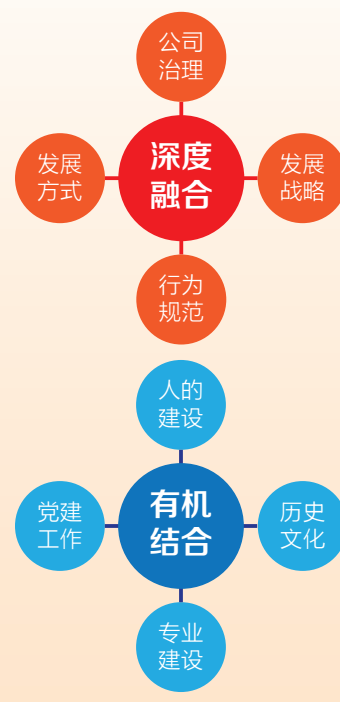 公司
治理
发展
方式
深度
融合
发展
战略
行为
规范
人的
建设
党建
工作
有机
结合
历史
文化
专业
建设